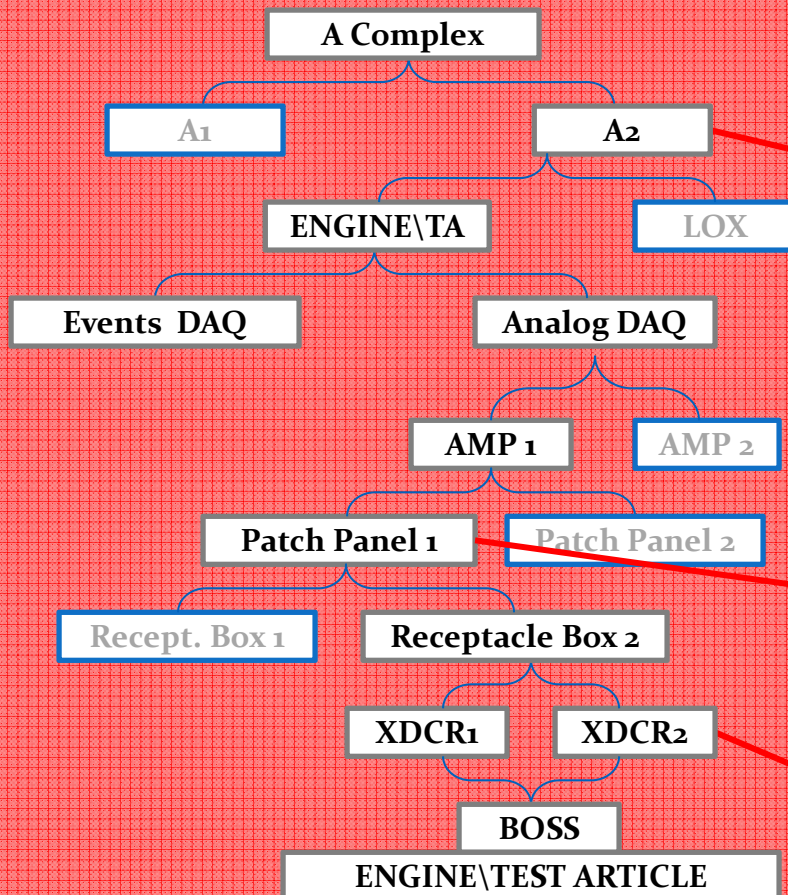 A Complex
A1
A2
ENGINE\TA
LOX
Events DAQ
Analog DAQ
AMP 1
AMP 2
Patch Panel 1
Patch Panel 2
Recept. Box 1
Receptacle Box 2
XDCR1
XDCR2
BOSS
ENGINE\TEST ARTICLE